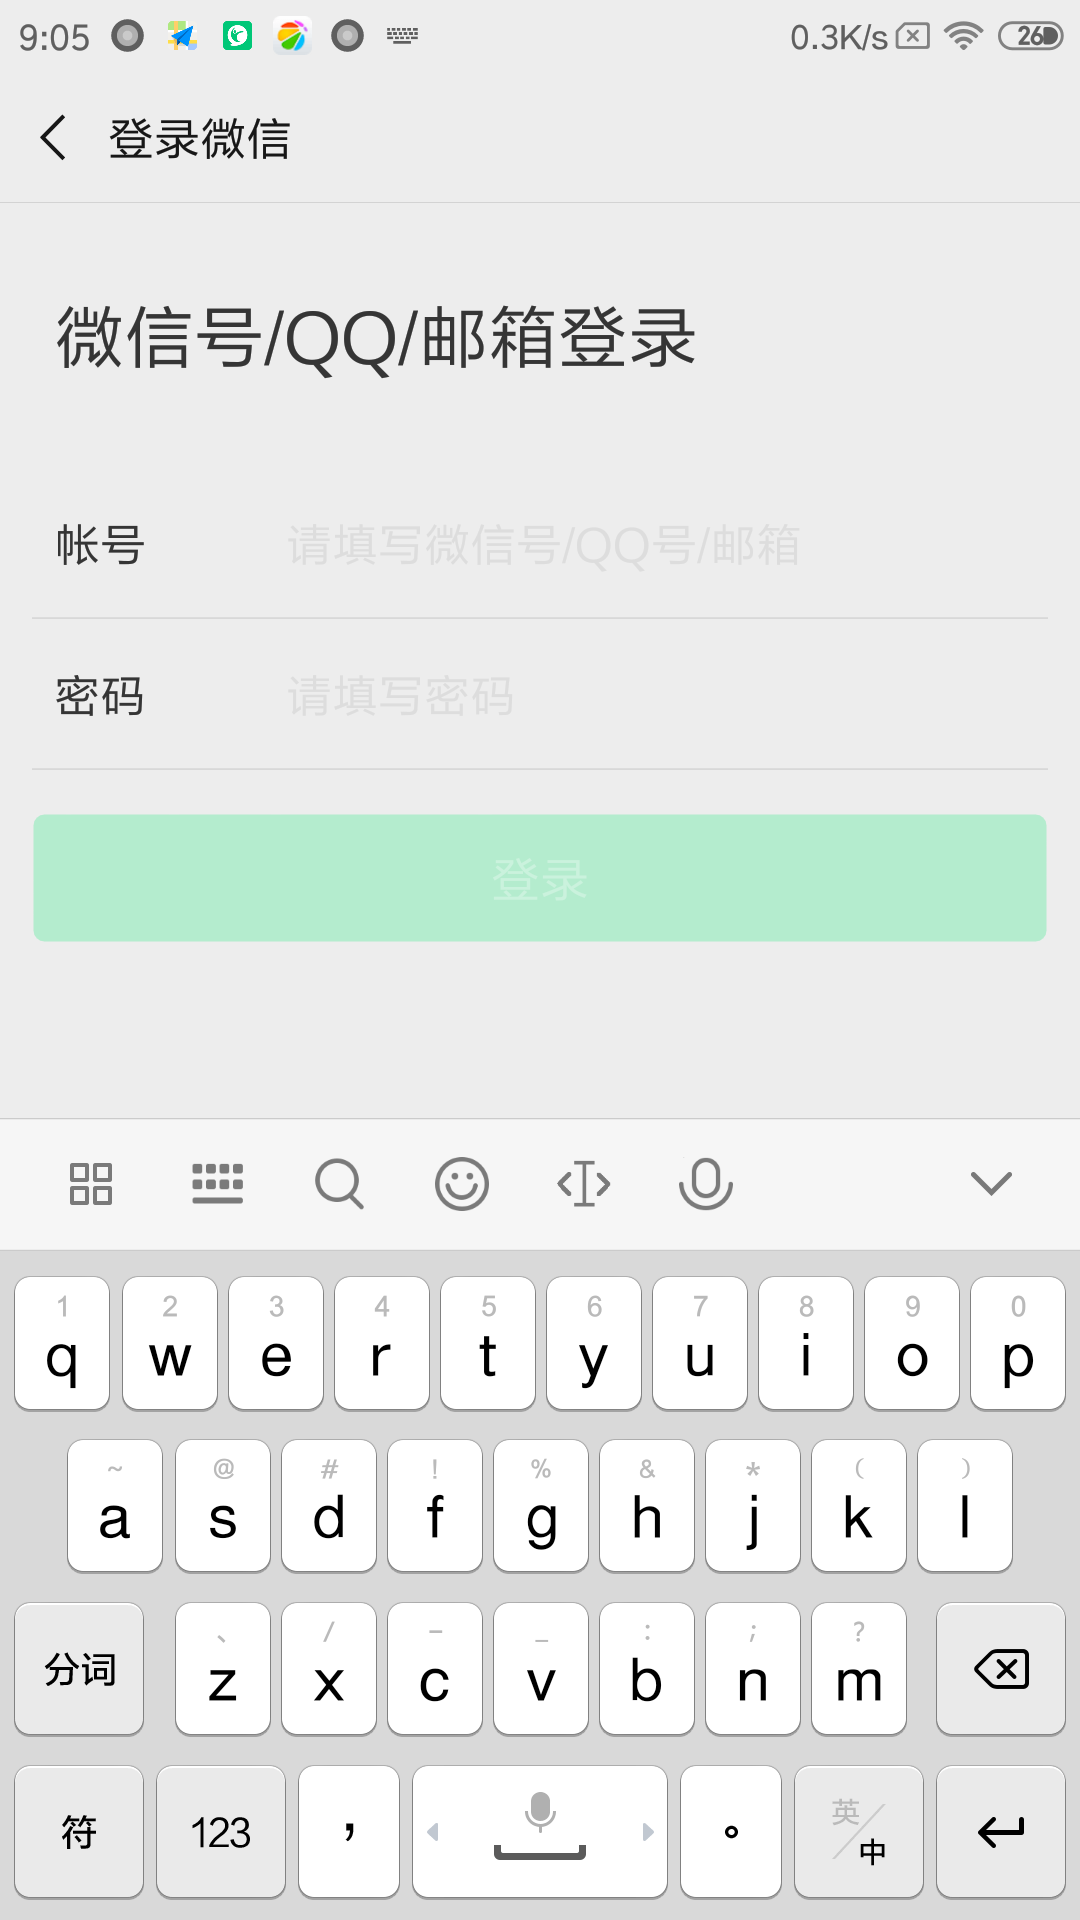 9:05 0.3K/s 26
登录微信
微信号/QQ/邮箱登录
帐号 请填写微信号/QQ号/邮箱
密码 请填写密码
登录
1 2 3 4 5 6 7 8 9 0
q w e r t y u i o p
~ @ # ! % & * ( )
a s d f g h j k l
、 / – _ : ; ?
分词 z x c v b n m
符 123 , 。 英/中